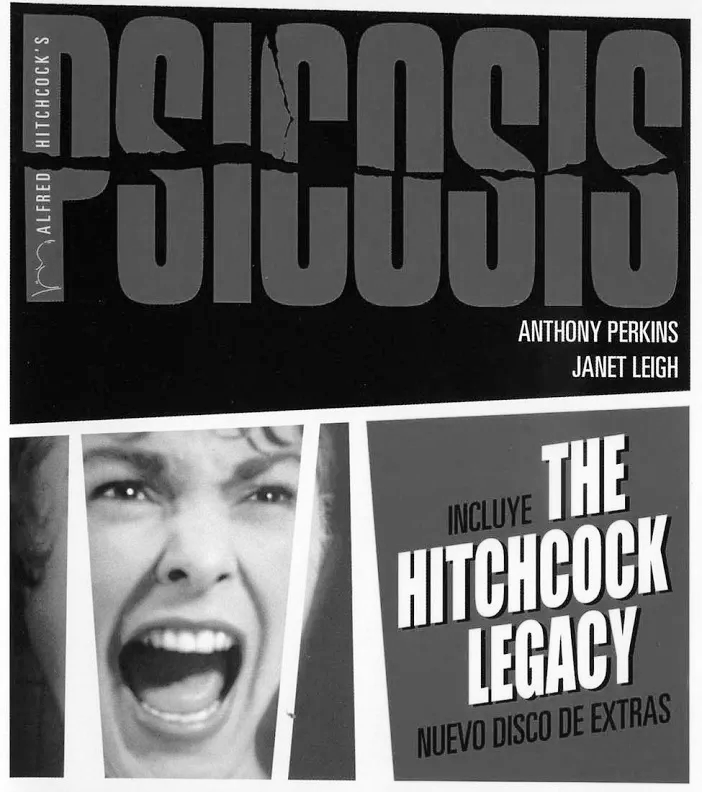 ALFRED HITCHCOCK'S
PSICOSIS
ANTHONY PERKINS
JANET LEIGH
INCLUYE THE
HITCHCOCK
LEGACY
NUEVO DISCO DE EXTRAS